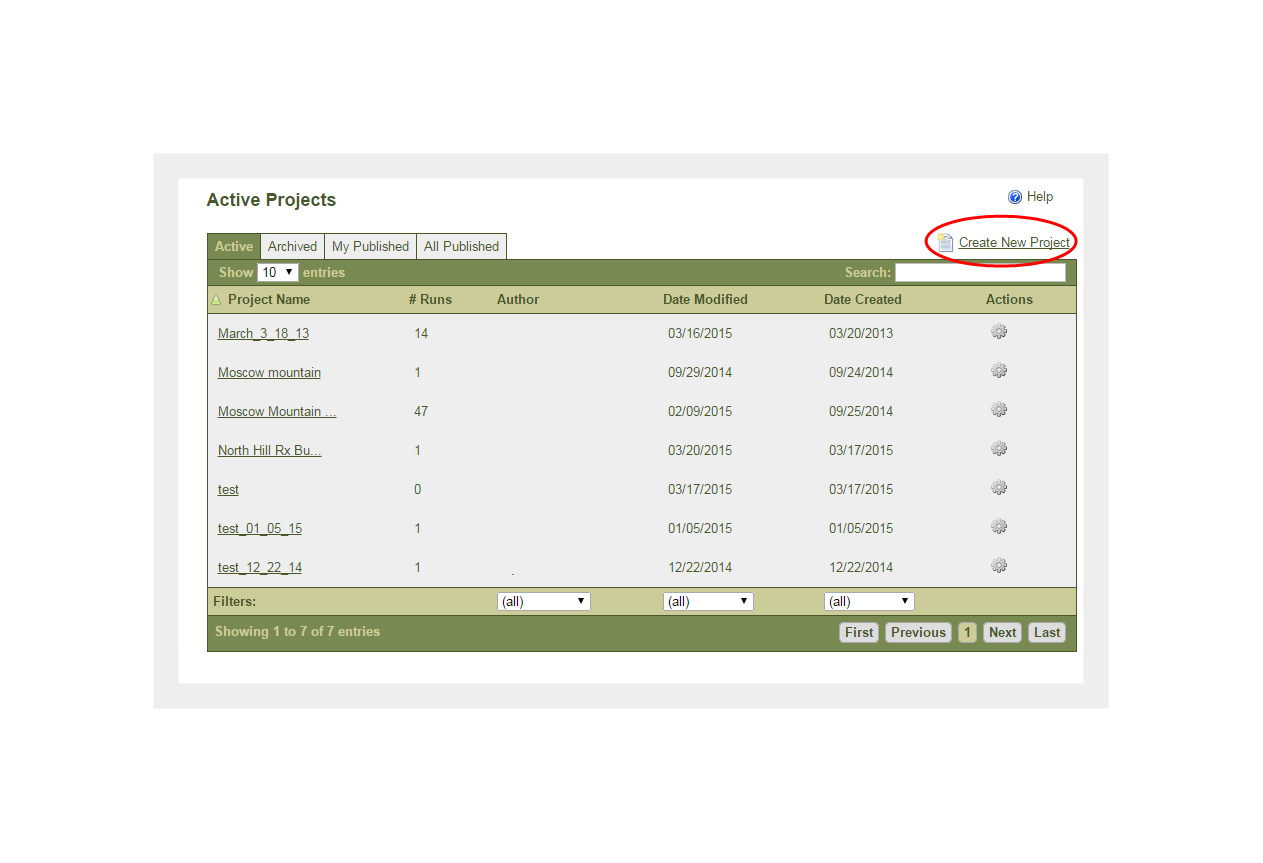 Active Projects
Help
Active Archived My Published All Published
Create New Project
Show 10 entries Search:
Project Name # Runs Author Date Modified Date Created Actions
March_3_18_13 14 03/16/2015 03/20/2013
Moscow mountain 1 09/29/2014 09/24/2014
Moscow Mountain ... 47 02/09/2015 09/25/2014
North Hill Rx Bu... 1 03/20/2015 03/17/2015
test 0 03/17/2015 03/17/2015
test_01_05_15 1 01/05/2015 01/05/2015
test_12_22_14 1 12/22/2014 12/22/2014
Filters: (all) (all) (all)
Showing 1 to 7 of 7 entries First Previous 1 Next Last